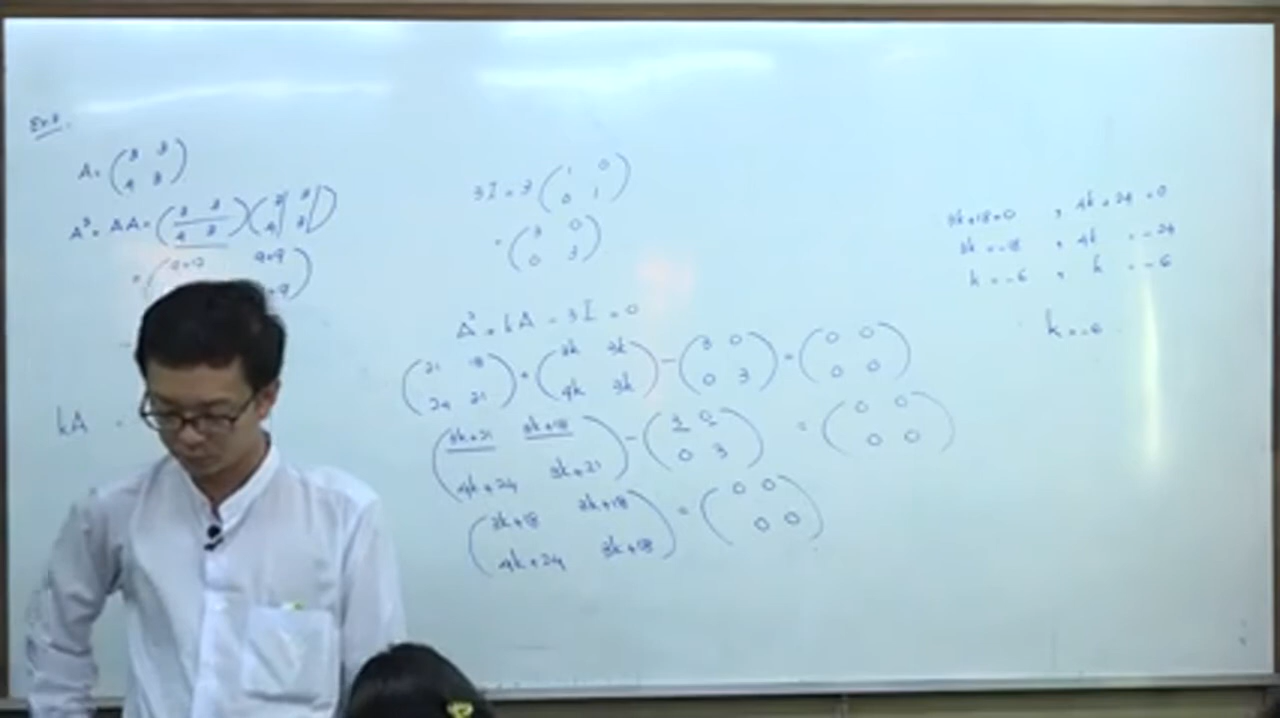 Ex 2.
A = ( 3 3
4 3 )
A² = AA = ( 3 3
4 3 ) ( 3 3
4 3 )
kA =
3I = 3 ( 1 0
0 1 )
= ( 3 0
0 3 )
A² + kA - 3I = 0
( 21 18
24 21 ) + ( 3k 3k
4k 3k ) - ( 3 0
0 3 ) = ( 0 0
0 0 )
( 3k+21 3k+18
4k+24 3k+21 ) - ( 3 0
0 3 ) = ( 0 0
0 0 )
( 3k+18 3k+18
4k+24 3k+18 ) = ( 0 0
0 0 )
3k+18=0 , 4k+24=0
3k = -18 , 4k = -24
k = -6 , k = -6
k = -6